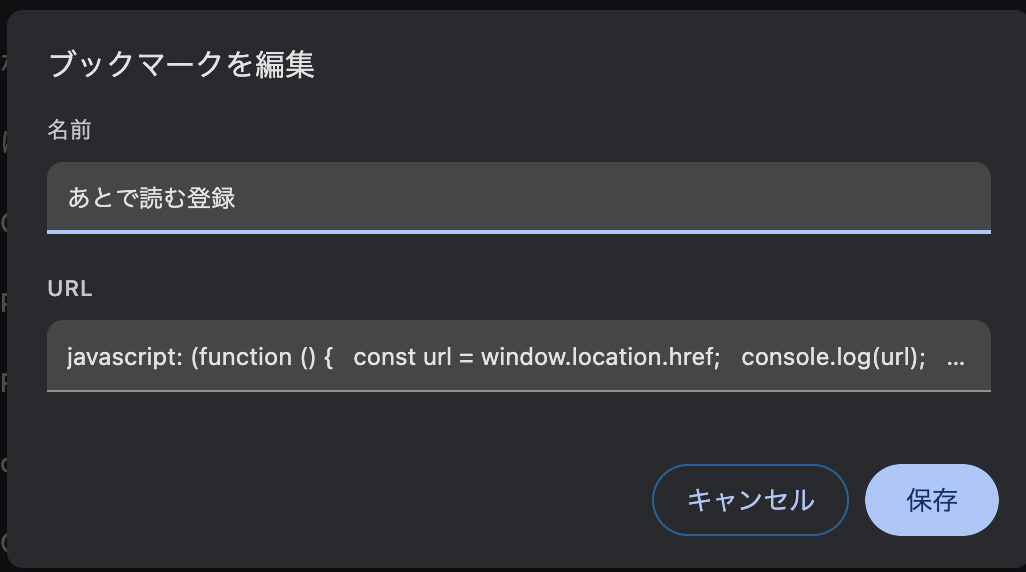 ブックマークを編集
名前
あとで読む登録
URL
javascript: (function () {   const url = window.location.href;   console.log(url);   ...
キャンセル
保存